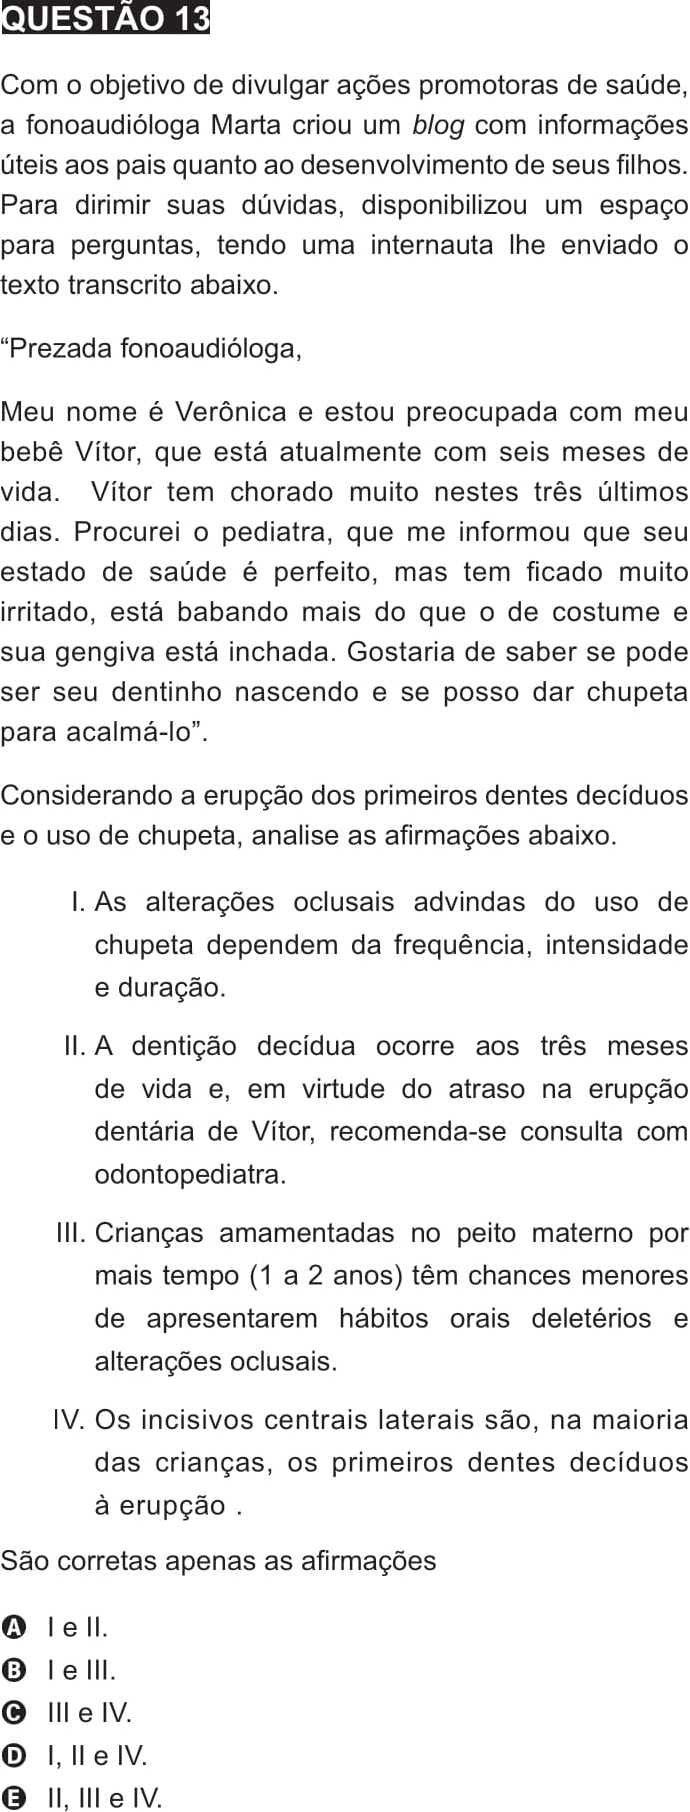 QUESTÃO 13
Com o objetivo de divulgar ações promotoras de saúde,
a fonoaudióloga Marta criou um blog com informações
úteis aos pais quanto ao desenvolvimento de seus filhos.
Para dirimir suas dúvidas, disponibilizou um espaço
para perguntas, tendo uma internauta lhe enviado o
texto transcrito abaixo.
“Prezada fonoaudióloga,
Meu nome é Verônica e estou preocupada com meu
bebê Vítor, que está atualmente com seis meses de
vida. Vítor tem chorado muito nestes três últimos
dias. Procurei o pediatra, que me informou que seu
estado de saúde é perfeito, mas tem ficado muito
irritado, está babando mais do que o de costume e
sua gengiva está inchada. Gostaria de saber se pode
ser seu dentinho nascendo e se posso dar chupeta
para acalmá-lo”.
Considerando a erupção dos primeiros dentes decíduos
e o uso de chupeta, analise as afirmações abaixo.
I. As alterações oclusais advindas do uso de
chupeta dependem da frequência, intensidade
e duração.
II. A dentição decídua ocorre aos três meses
de vida e, em virtude do atraso na erupção
dentária de Vítor, recomenda-se consulta com
odontopediatra.
III. Crianças amamentadas no peito materno por
mais tempo (1 a 2 anos) têm chances menores
de apresentarem hábitos orais deletérios e
alterações oclusais.
IV. Os incisivos centrais laterais são, na maioria
das crianças, os primeiros dentes decíduos
à erupção .
São corretas apenas as afirmações
A I e II.
B I e III.
C III e IV.
D I, II e IV.
E II, III e IV.